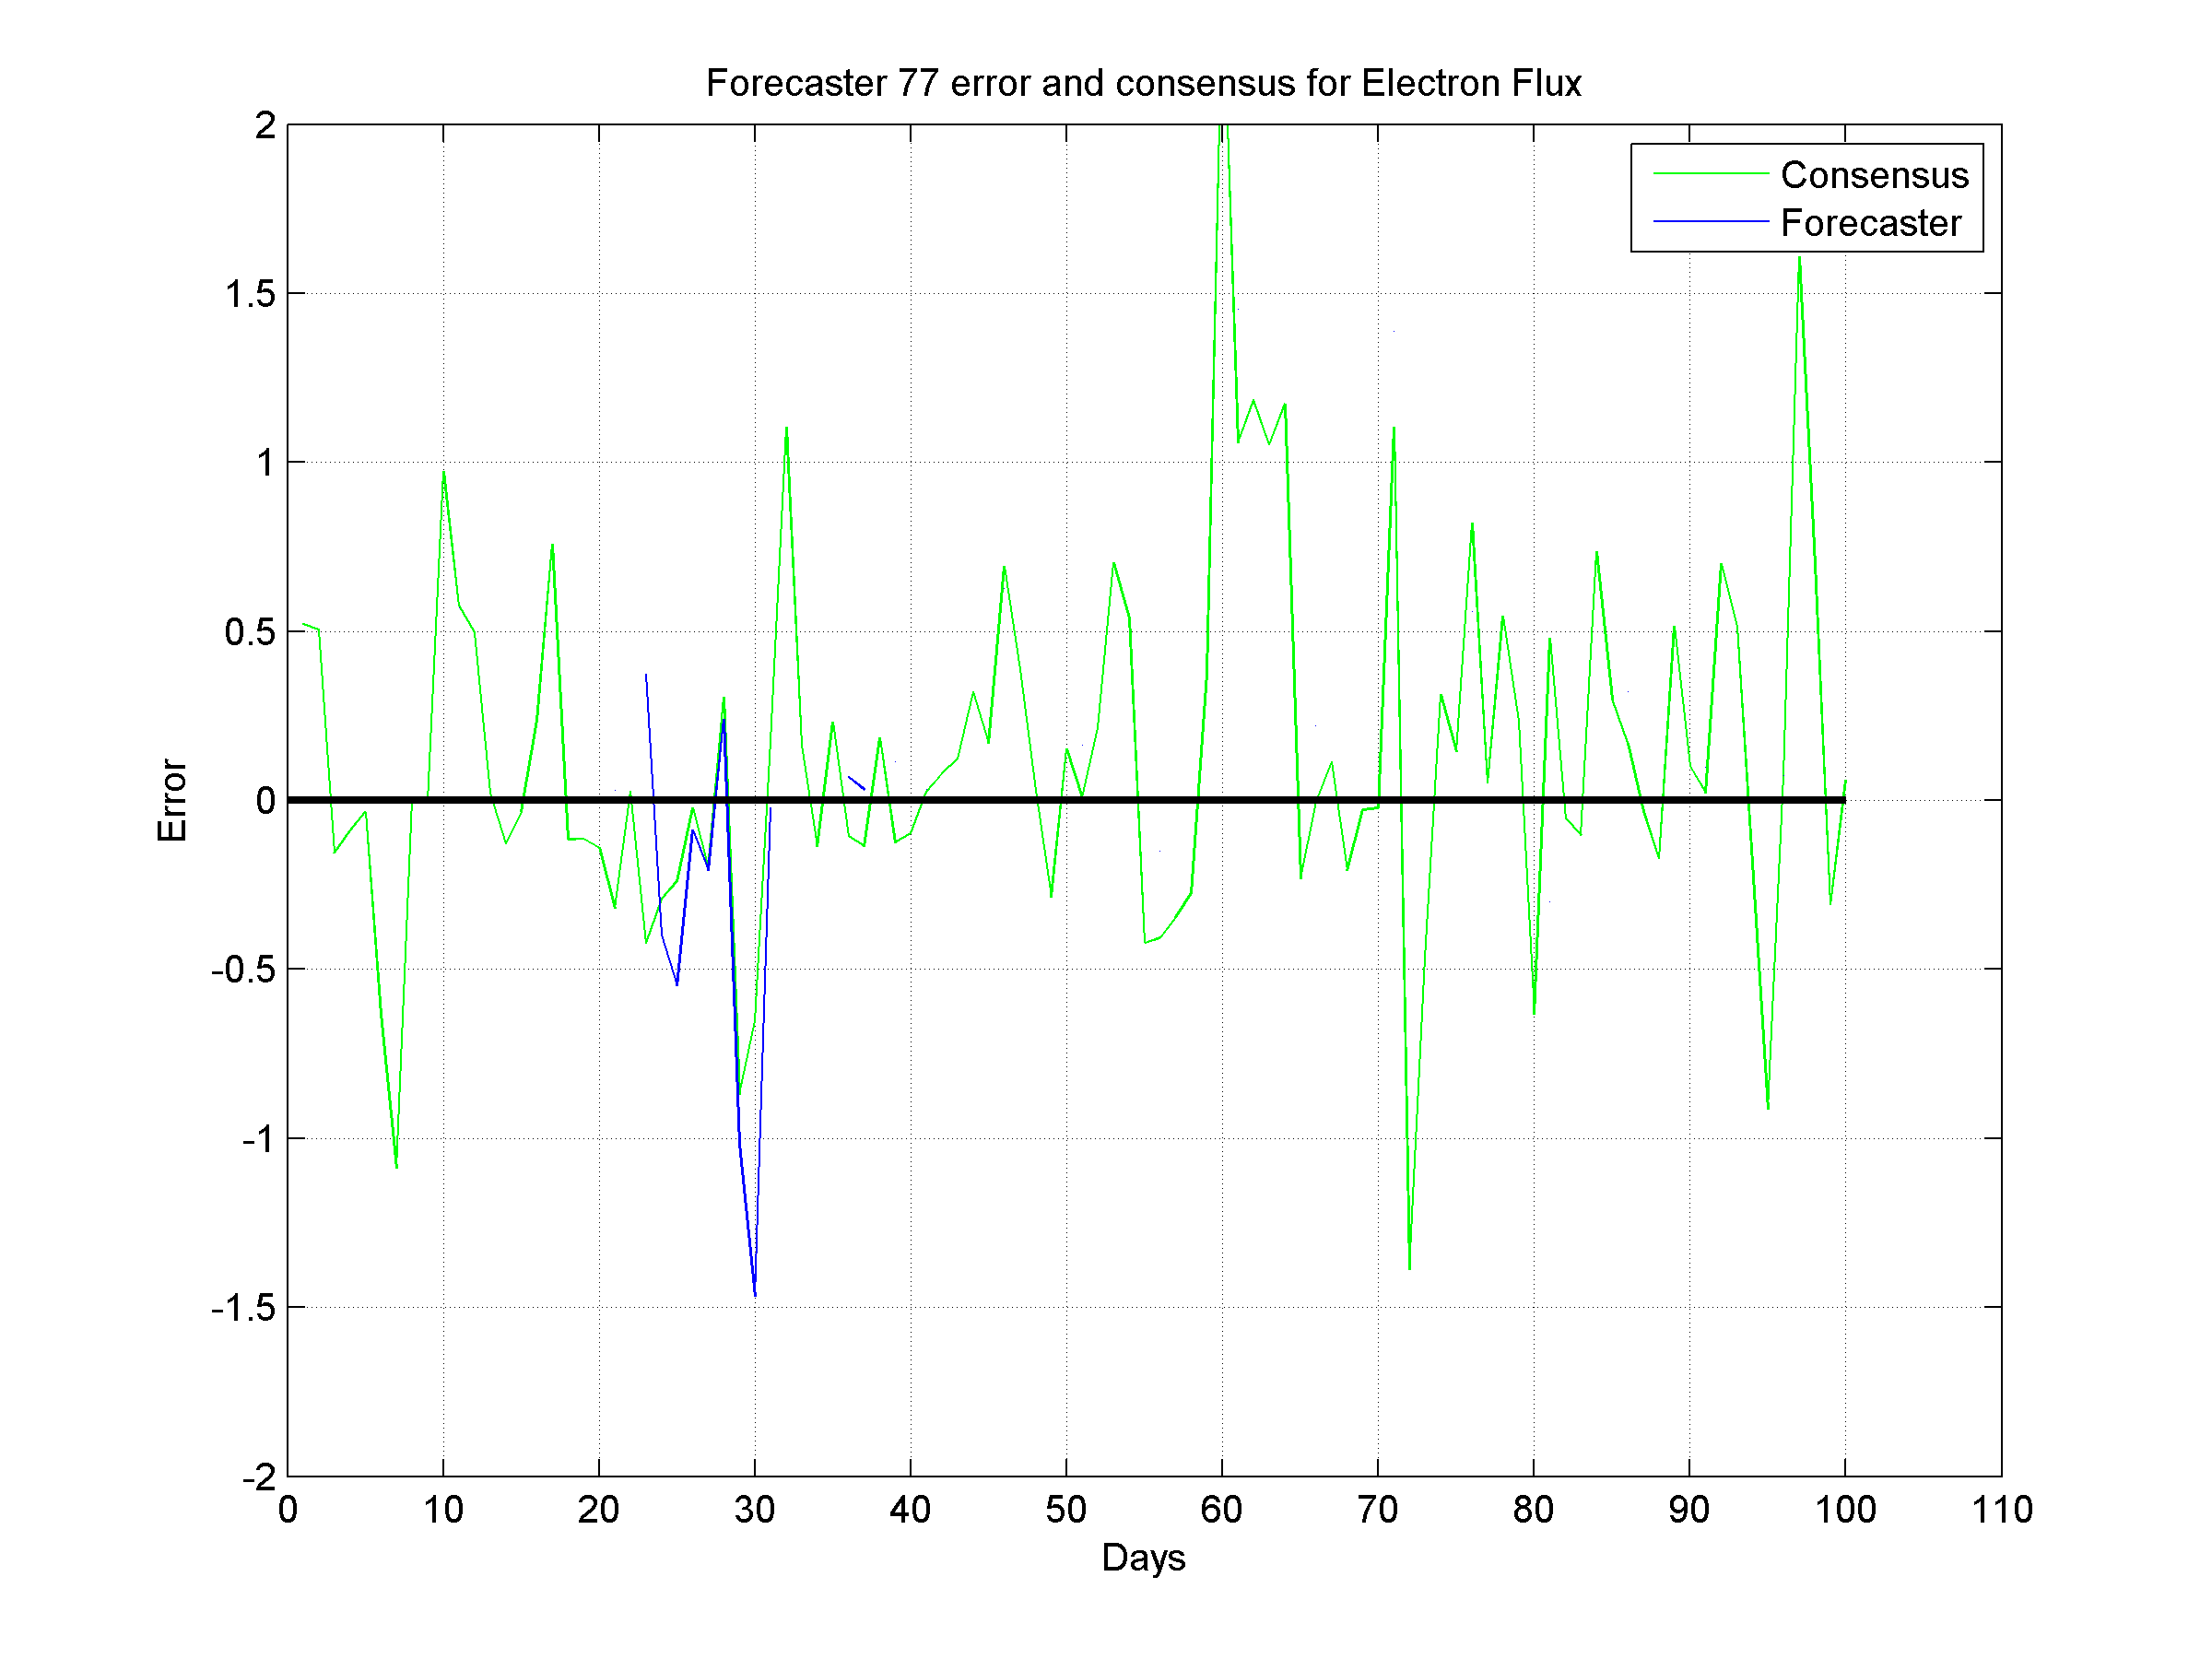 Forecaster 77 error and consensus for Electron Flux
2
Consensus
Forecaster
1.5
1
0.5
0
Error
-0.5
-1
-1.5
-2
0 10 20 30 40 50 60 70 80 90 100 110
Days